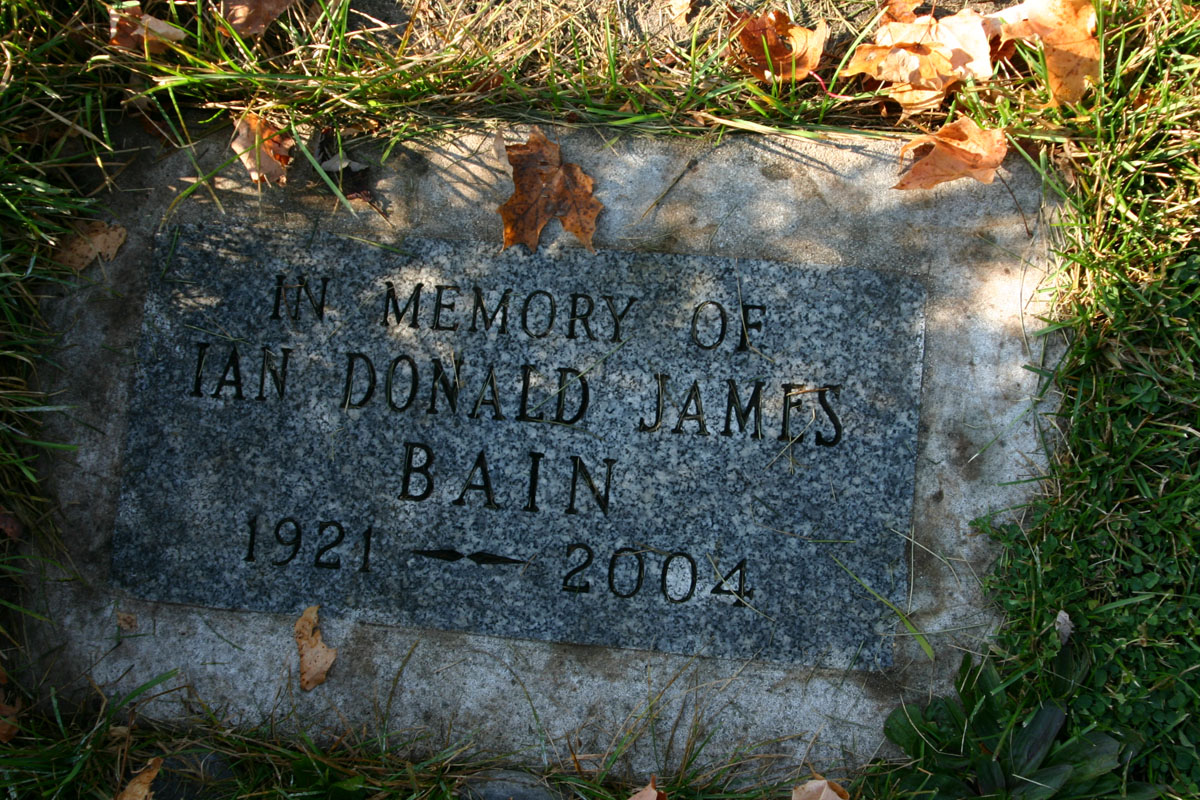 IN MEMORY OF
IAN DONALD JAMES
BAIN
1921 — 2004